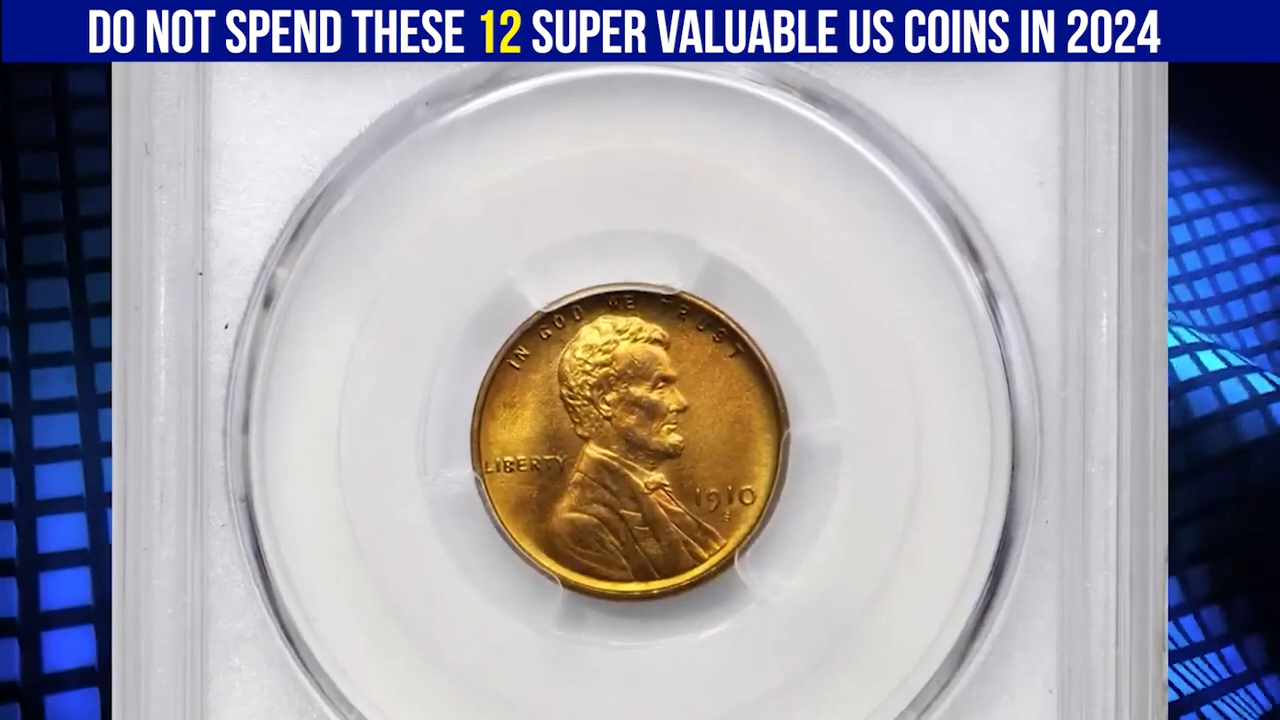 DO NOT SPEND THESE 12 SUPER VALUABLE US COINS IN 2024
IN GOD WE TRUST
LIBERTY
1910
S